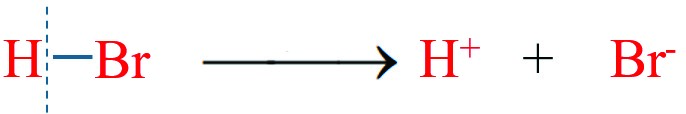 H—Br ⟶ H⁺ + Br⁻